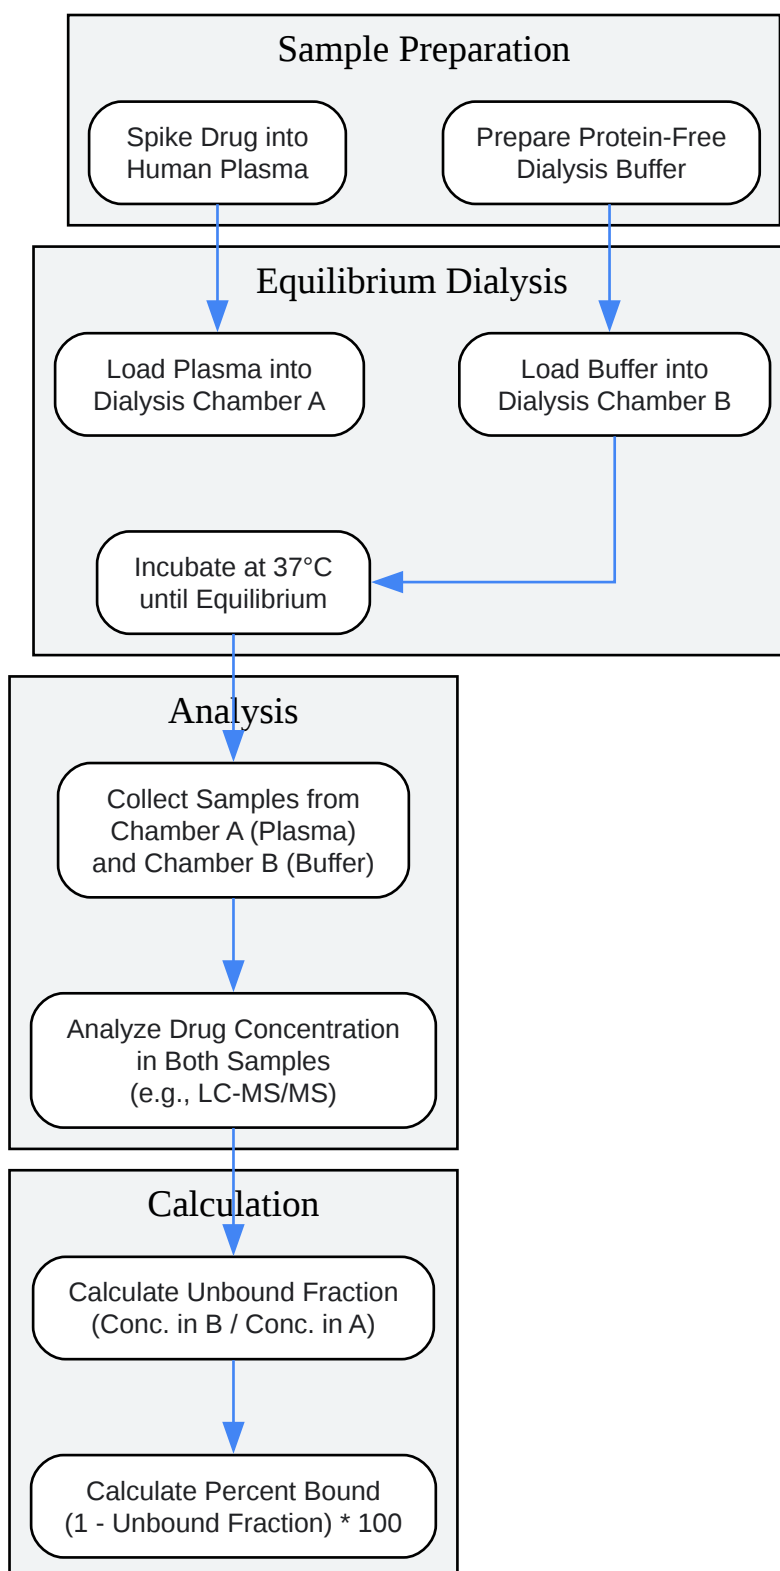 Sample Preparation
Spike Drug into
Human Plasma
Prepare Protein-Free
Dialysis Buffer
Equilibrium Dialysis
Load Plasma into
Dialysis Chamber A
Load Buffer into
Dialysis Chamber B
Incubate at 37°C
until Equilibrium
Analysis
Collect Samples from
Chamber A (Plasma)
and Chamber B (Buffer)
Analyze Drug Concentration
in Both Samples
(e.g., LC-MS/MS)
Calculation
Calculate Unbound Fraction
(Conc. in B / Conc. in A)
Calculate Percent Bound
(1 - Unbound Fraction) * 100